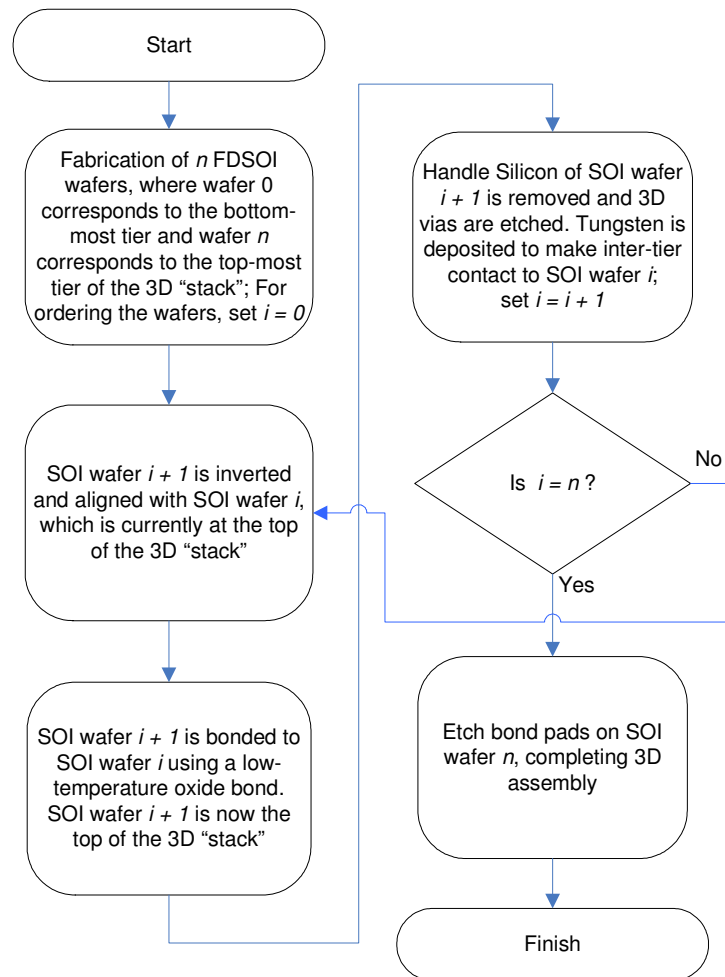 Start
Fabrication of n FDSOI
wafers, where wafer 0
corresponds to the bottom-
most tier and wafer n
corresponds to the top-most
tier of the 3D “stack”; For
ordering the wafers, set i = 0
SOI wafer i + 1 is inverted
and aligned with SOI wafer i,
which is currently at the top
of the 3D “stack”
SOI wafer i + 1 is bonded to
SOI wafer i using a low-
temperature oxide bond.
SOI wafer i + 1 is now the
top of the 3D “stack”
Handle Silicon of SOI wafer
i + 1 is removed and 3D
vias are etched. Tungsten is
deposited to make inter-tier
contact to SOI wafer i;
set i = i + 1
Is i = n ?
No
Yes
Etch bond pads on SOI
wafer n, completing 3D
assembly
Finish